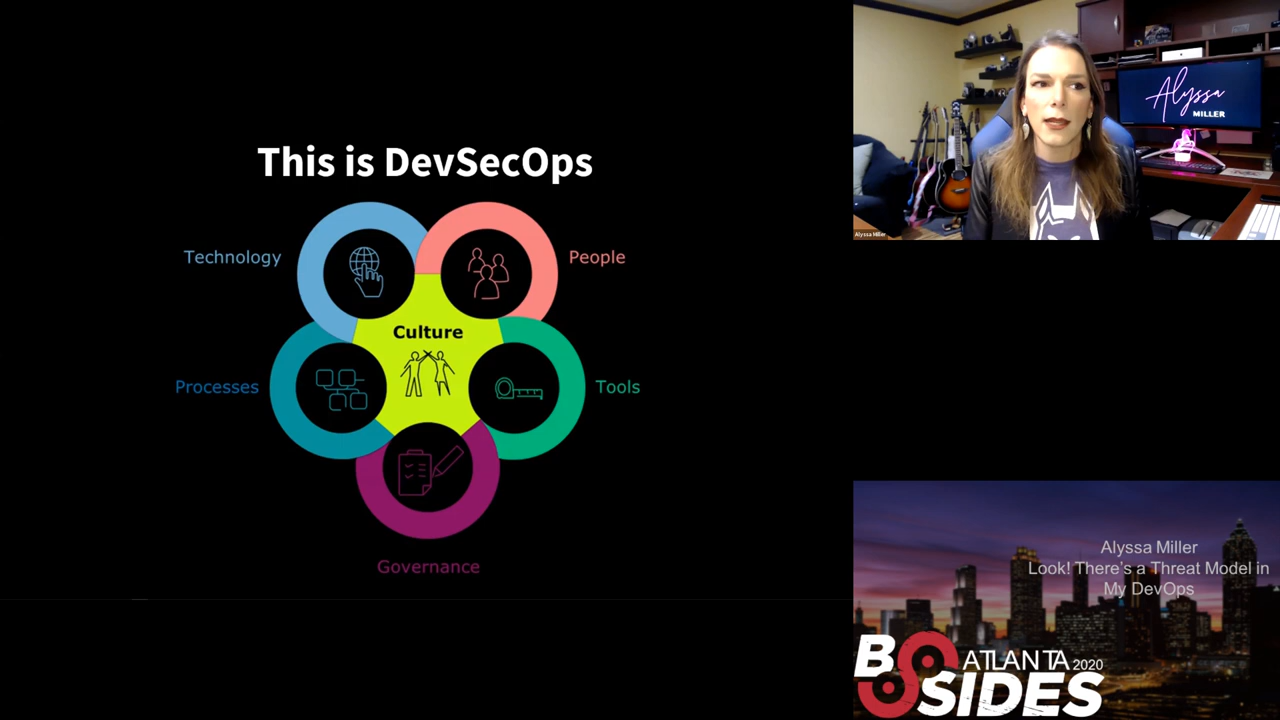 This is DevSecOps
Technology
People
Culture
Processes
Tools
Governance
Alyssa
MILLER
Alyssa Miller
Alyssa Miller
Look! There's a Threat Model in
My DevOps
BSIDES
ATLANTA 2020